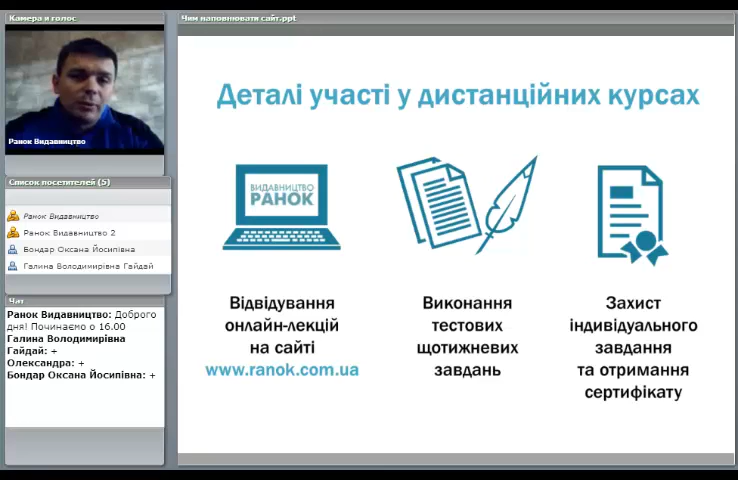 Камера и голос
Ранок Видавництво
Список посетителей (5)
Ранок Видавництво
Ранок Видавництво 2
Бондар Оксана Йосипівна
Галина Володимирівна Гайдай
Чат
Ранок Видавництво: Доброго
дня! Починаємо о 16.00
Галина Володимирівна
Гайдай: +
Олександра: +
Бондар Оксана Йосипівна: +
Чим наповнювати сайт.ppt
Деталі участі у дистанційних курсах
ВИДАВНИЦТВО
РАНОК
Відвідування
онлайн-лекцій
на сайті
www.ranok.com.ua
Виконання
тестових
щотижневих
завдань
Захист
індивідуального
завдання
та отримання
сертифікату